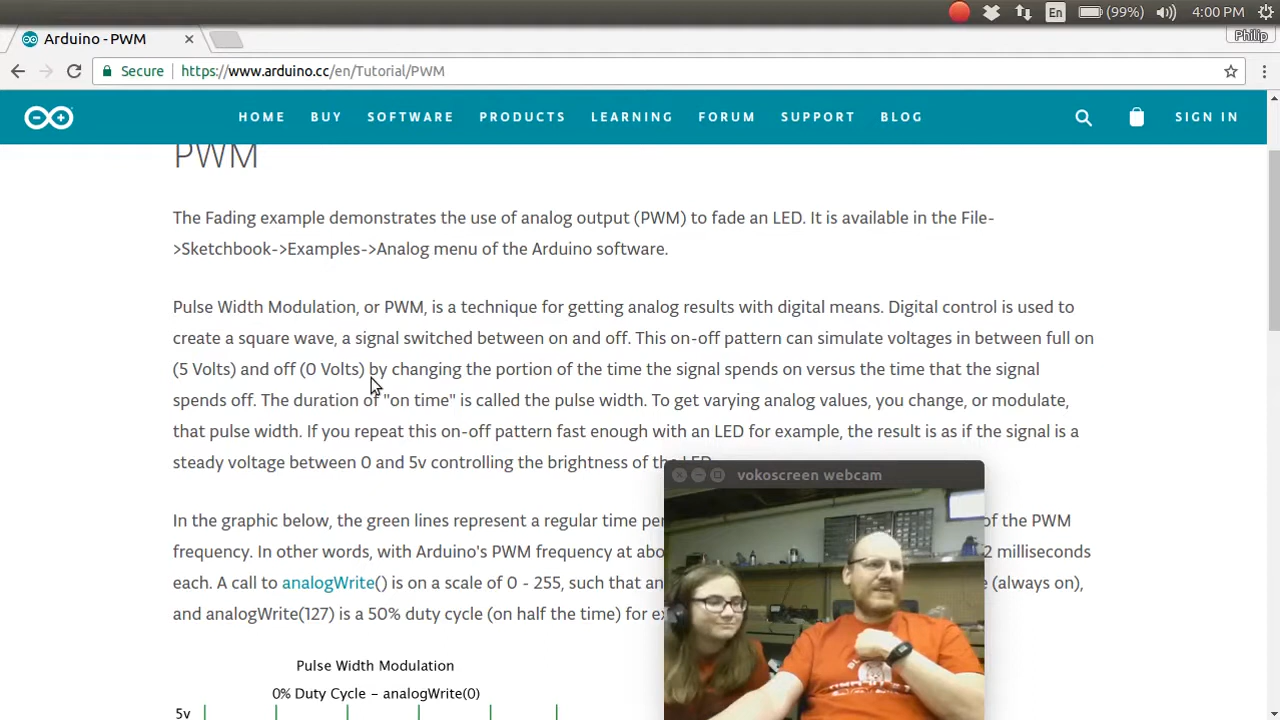 En (99%) 4:00 PM
Arduino - PWM
Philip
Secure https://www.arduino.cc/en/Tutorial/PWM
HOME BUY SOFTWARE PRODUCTS LEARNING FORUM SUPPORT BLOG SIGN IN
PWM
The Fading example demonstrates the use of analog output (PWM) to fade an LED. It is available in the File-
>Sketchbook->Examples->Analog menu of the Arduino software.
Pulse Width Modulation, or PWM, is a technique for getting analog results with digital means. Digital control is used to
create a square wave, a signal switched between on and off. This on-off pattern can simulate voltages in between full on
(5 Volts) and off (0 Volts) by changing the portion of the time the signal spends on versus the time that the signal
spends off. The duration of "on time" is called the pulse width. To get varying analog values, you change, or modulate,
that pulse width. If you repeat this on-off pattern fast enough with an LED for example, the result is as if the signal is a
steady voltage between 0 and 5v controlling the brightness of the LED.
vokoscreen webcam
In the graphic below, the green lines represent a regular time of the PWM
frequency. In other words, with Arduino's PWM frequency at milliseconds
each. A call to analogWrite() is on a scale of 0 - 255, such that (always on),
and analogWrite(127) is a 50% duty cycle (on half the time) for
Pulse Width Modulation
0% Duty Cycle - analogWrite(0)
5v